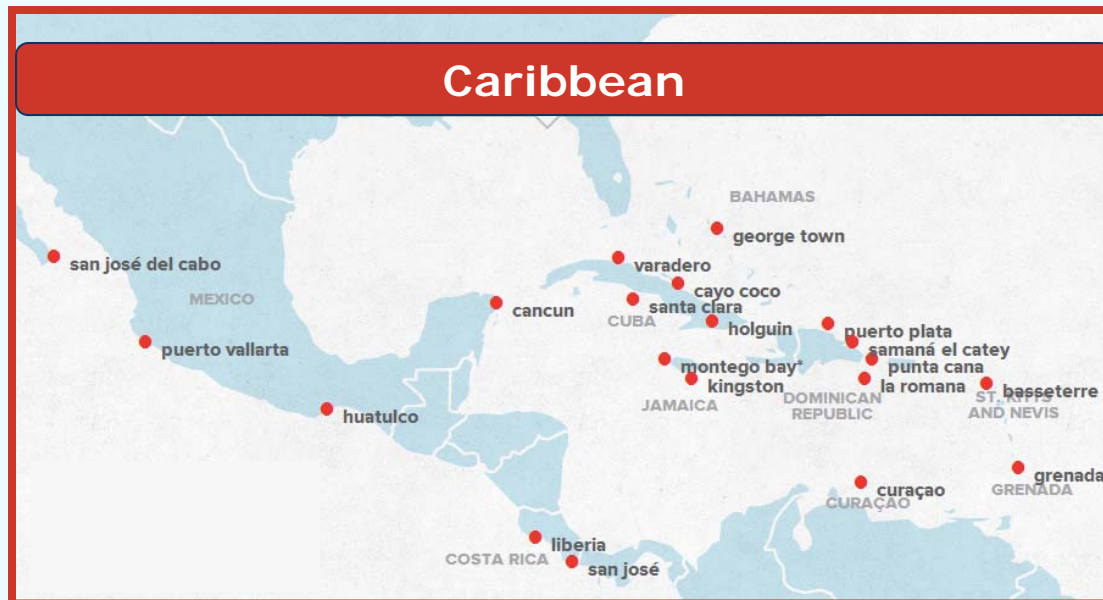 Caribbean
BAHAMAS
george town
san josé del cabo
varadero
MEXICO
cayo coco
cancun
santa clara
CUBA
holguin
puerto plata
puerto vallarta
samaná el catey
montego bay*
punta cana
kingston
la romana
basseterre
JAMAICA
DOMINICAN
REPUBLIC
ST. KITTS
AND NEVIS
huatulco
grenada
GRENADA
curaçao
CURAÇAO
liberia
COSTA RICA
san josé